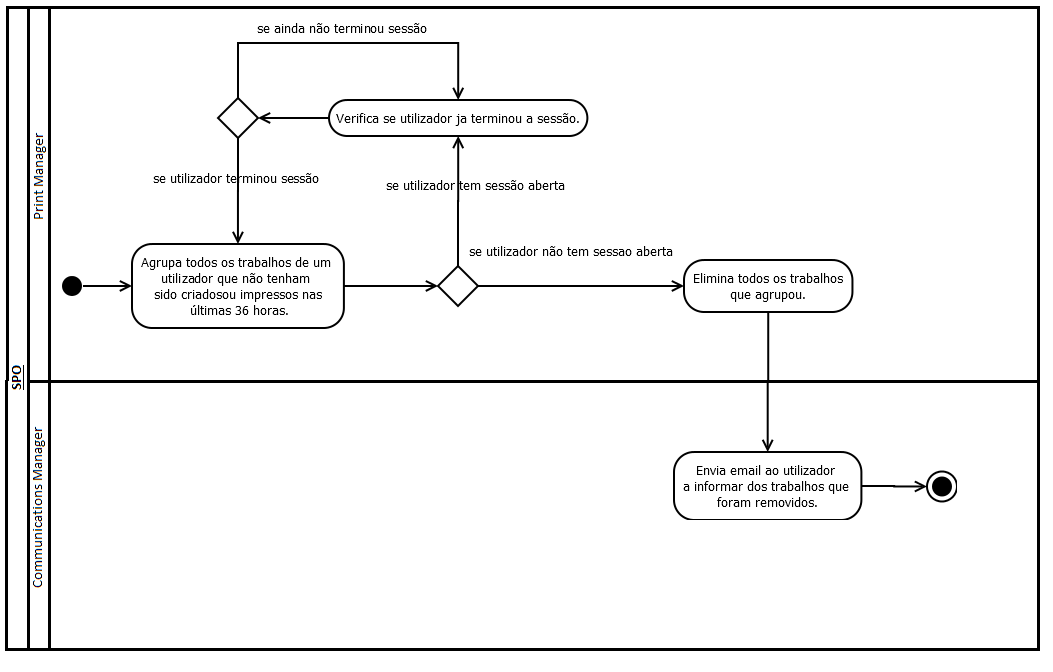 se ainda não terminou sessão
Verifica se utilizador ja terminou a sessão.
Print Manager
se utilizador terminou sessão
se utilizador tem sessão aberta
se utilizador não tem sessao aberta
Agrupa todos os trabalhos de um
utilizador que não tenham
sido criadosou impressos nas
últimas 36 horas.
Elimina todos os trabalhos
que agrupou.
SPO
Communications Manager
Envia email ao utilizador
a informar dos trabalhos que
foram removidos.